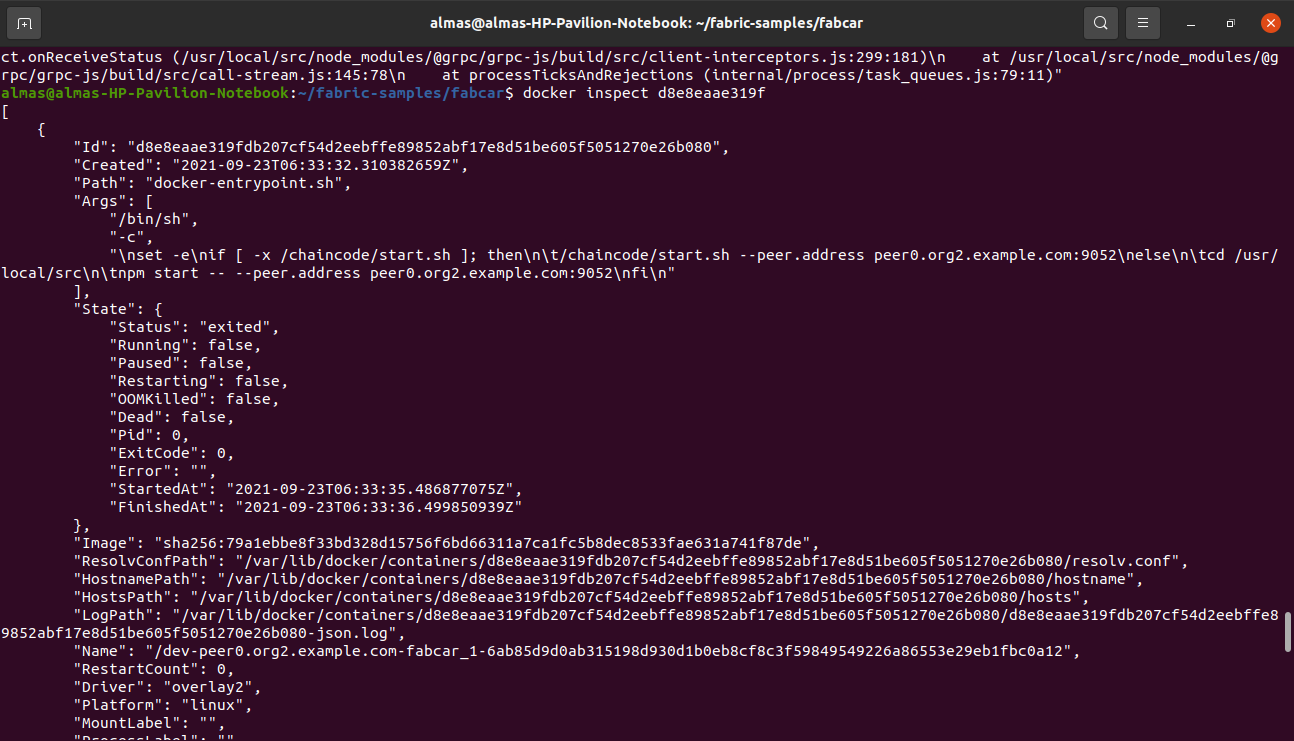 almas@almas-HP-Pavilion-Notebook: ~/fabric-samples/fabcar
ct.onReceiveStatus (/usr/local/src/node_modules/@grpc/grpc-js/build/src/client-interceptors.js:299:181)\n    at /usr/local/src/node_modules/@g
rpc/grpc-js/build/src/call-stream.js:145:78\n    at processTicksAndRejections (internal/process/task_queues.js:79:11)"
almas@almas-HP-Pavilion-Notebook:~/fabric-samples/fabcar$ docker inspect d8e8eaae319f
[
    {
        "Id": "d8e8eaae319fdb207cf54d2eebffe89852abf17e8d51be605f5051270e26b080",
        "Created": "2021-09-23T06:33:32.310382659Z",
        "Path": "docker-entrypoint.sh",
        "Args": [
            "/bin/sh",
            "-c",
            "\nset -e\nif [ -x /chaincode/start.sh ]; then\n\t/chaincode/start.sh --peer.address peer0.org2.example.com:9052\nelse\n\tcd /usr/
local/src\n\tnpm start -- --peer.address peer0.org2.example.com:9052\nfi\n"
        ],
        "State": {
            "Status": "exited",
            "Running": false,
            "Paused": false,
            "Restarting": false,
            "OOMKilled": false,
            "Dead": false,
            "Pid": 0,
            "ExitCode": 0,
            "Error": "",
            "StartedAt": "2021-09-23T06:33:35.486877075Z",
            "FinishedAt": "2021-09-23T06:33:36.499850939Z"
        },
        "Image": "sha256:79a1ebbe8f33bd328d15756f6bd66311a7ca1fc5b8dec8533fae631a741f87de",
        "ResolvConfPath": "/var/lib/docker/containers/d8e8eaae319fdb207cf54d2eebffe89852abf17e8d51be605f5051270e26b080/resolv.conf",
        "HostnamePath": "/var/lib/docker/containers/d8e8eaae319fdb207cf54d2eebffe89852abf17e8d51be605f5051270e26b080/hostname",
        "HostsPath": "/var/lib/docker/containers/d8e8eaae319fdb207cf54d2eebffe89852abf17e8d51be605f5051270e26b080/hosts",
        "LogPath": "/var/lib/docker/containers/d8e8eaae319fdb207cf54d2eebffe89852abf17e8d51be605f5051270e26b080/d8e8eaae319fdb207cf54d2eebffe8
9852abf17e8d51be605f5051270e26b080-json.log",
        "Name": "/dev-peer0.org2.example.com-fabcar_1-6ab85d9d0ab315198d930d1b0eb8cf8c3f59849549226a86553e29eb1fbc0a12",
        "RestartCount": 0,
        "Driver": "overlay2",
        "Platform": "linux",
        "MountLabel": "",
        "ProcessLabel": ""